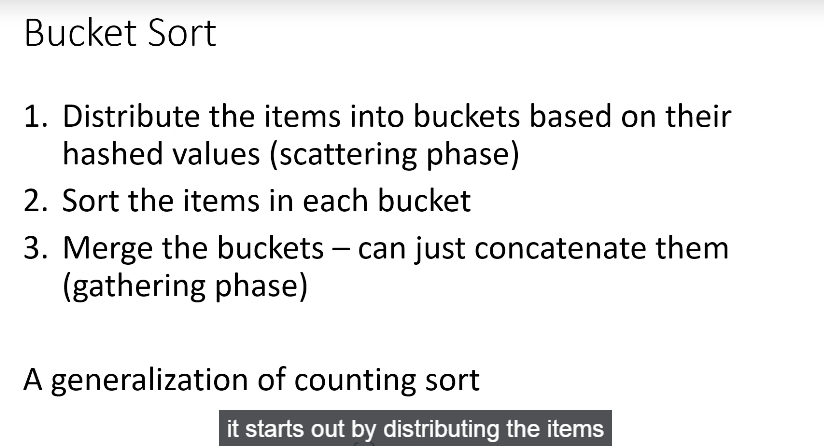 Bucket Sort
1. Distribute the items into buckets based on their
hashed values (scattering phase)
2. Sort the items in each bucket
3. Merge the buckets – can just concatenate them
(gathering phase)
A generalization of counting sort
it starts out by distributing the items